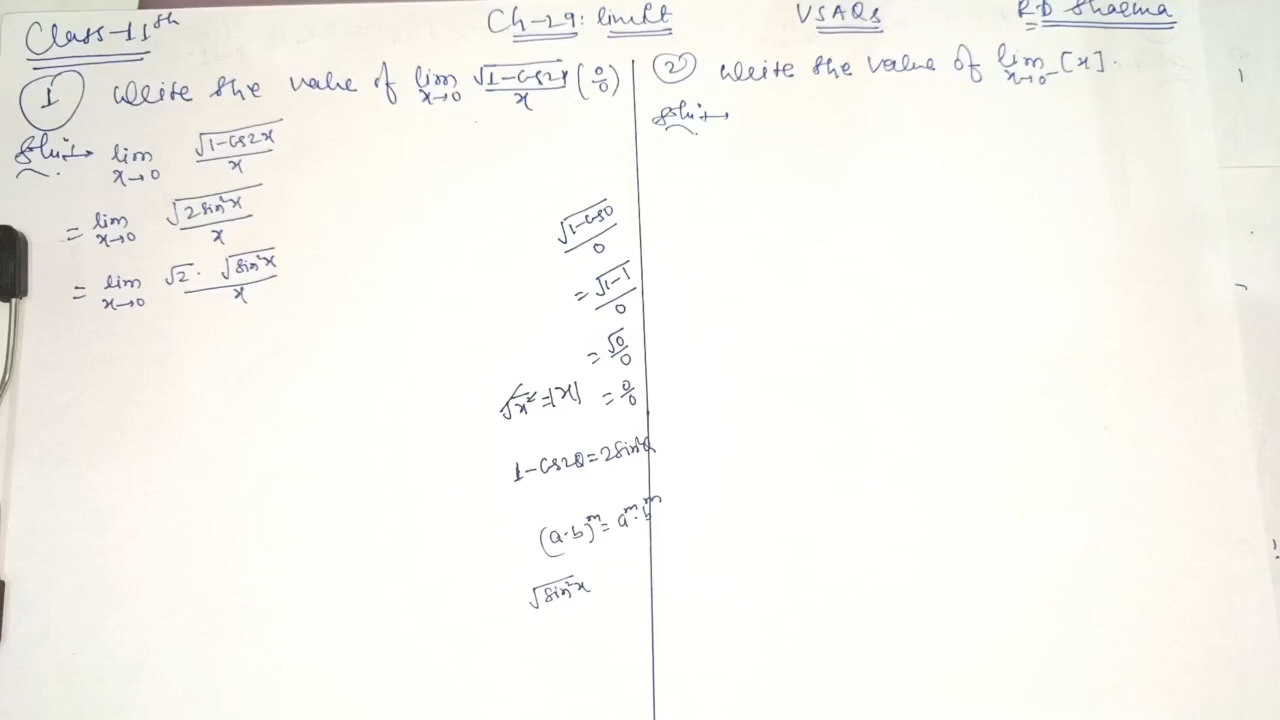 Class-11th
Ch-29: limit
VSAQs
RD Sharma
1 Write the value of lim x→0 √(1-cos2x)/x (0/0)
Soln:→ lim x→0 √(1-cos2x)/x
= lim x→0 √(2sin²x)/x
= lim x→0 √2·√(sin²x)/x
√(1-cos0)/0
= √(1-1)/0
= √0/0
√x² = |x| = 0/0
1-cos2θ = 2sin²θ
(a·b)^m = a^m·b^m
√(sin²x)
2 Write the value of lim x→0⁻ [x].
Soln:→